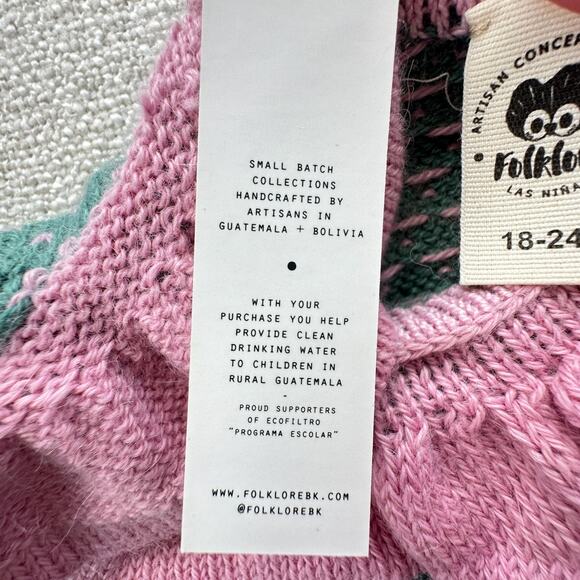 SMALL BATCH
COLLECTIONS
HANDCRAFTED BY
ARTISANS IN
GUATEMALA + BOLIVIA
•
WITH YOUR
PURCHASE YOU HELP
PROVIDE CLEAN
DRINKING WATER
TO CHILDREN IN
RURAL GUATEMALA
-
PROUD SUPPORTERS
OF ECOFILTRO
"PROGRAMA ESCOLAR"
WWW.FOLKLOREBK.COM
@FOLKLOREBK
• ARTISAN CONCE
Folklor
LAS NIÑ
18-24